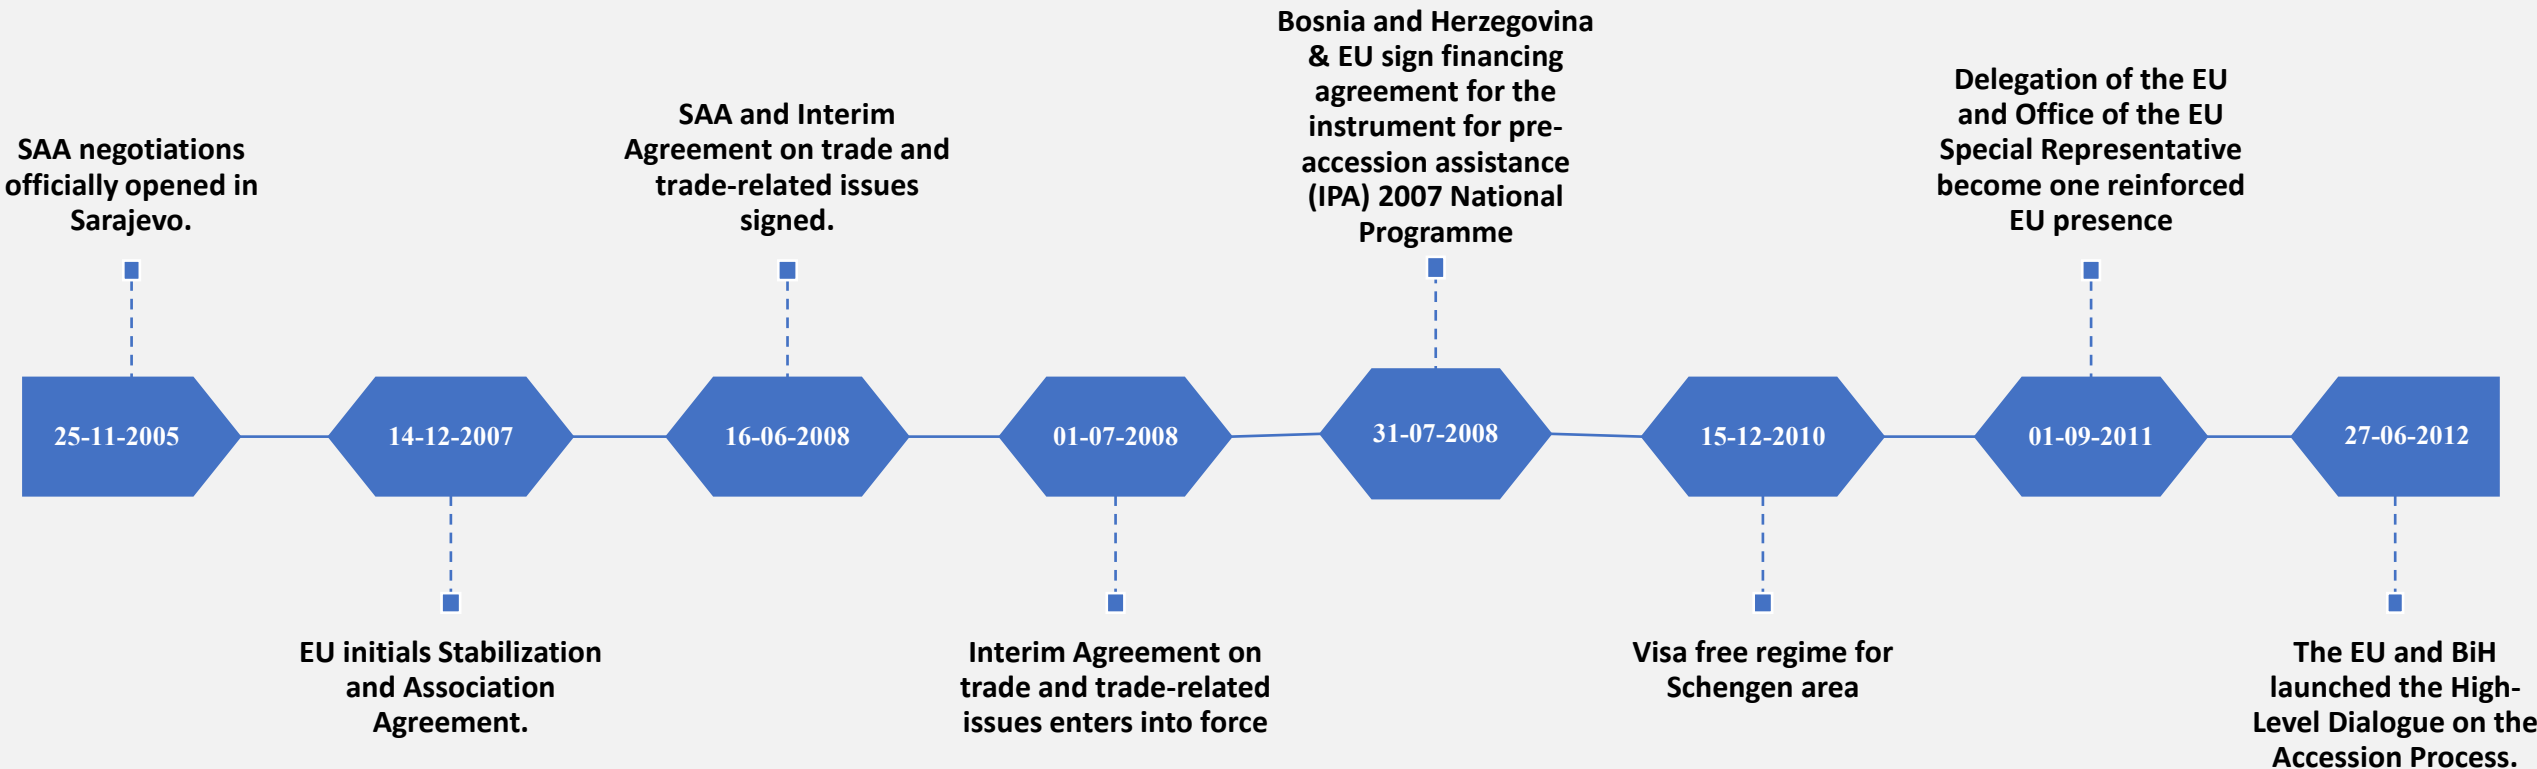 SAA negotiations
officially opened in
Sarajevo.
SAA and Interim
Agreement on trade and
trade-related issues
signed.
Bosnia and Herzegovina
& EU sign financing
agreement for the
instrument for pre-
accession assistance
(IPA) 2007 National
Programme
Delegation of the EU
and Office of the EU
Special Representative
become one reinforced
EU presence
25-11-2005
14-12-2007
16-06-2008
01-07-2008
31-07-2008
15-12-2010
01-09-2011
27-06-2012
EU initials Stabilization
and Association
Agreement.
Interim Agreement on
trade and trade-related
issues enters into force
Visa free regime for
Schengen area
The EU and BiH
launched the High-
Level Dialogue on the
Accession Process.